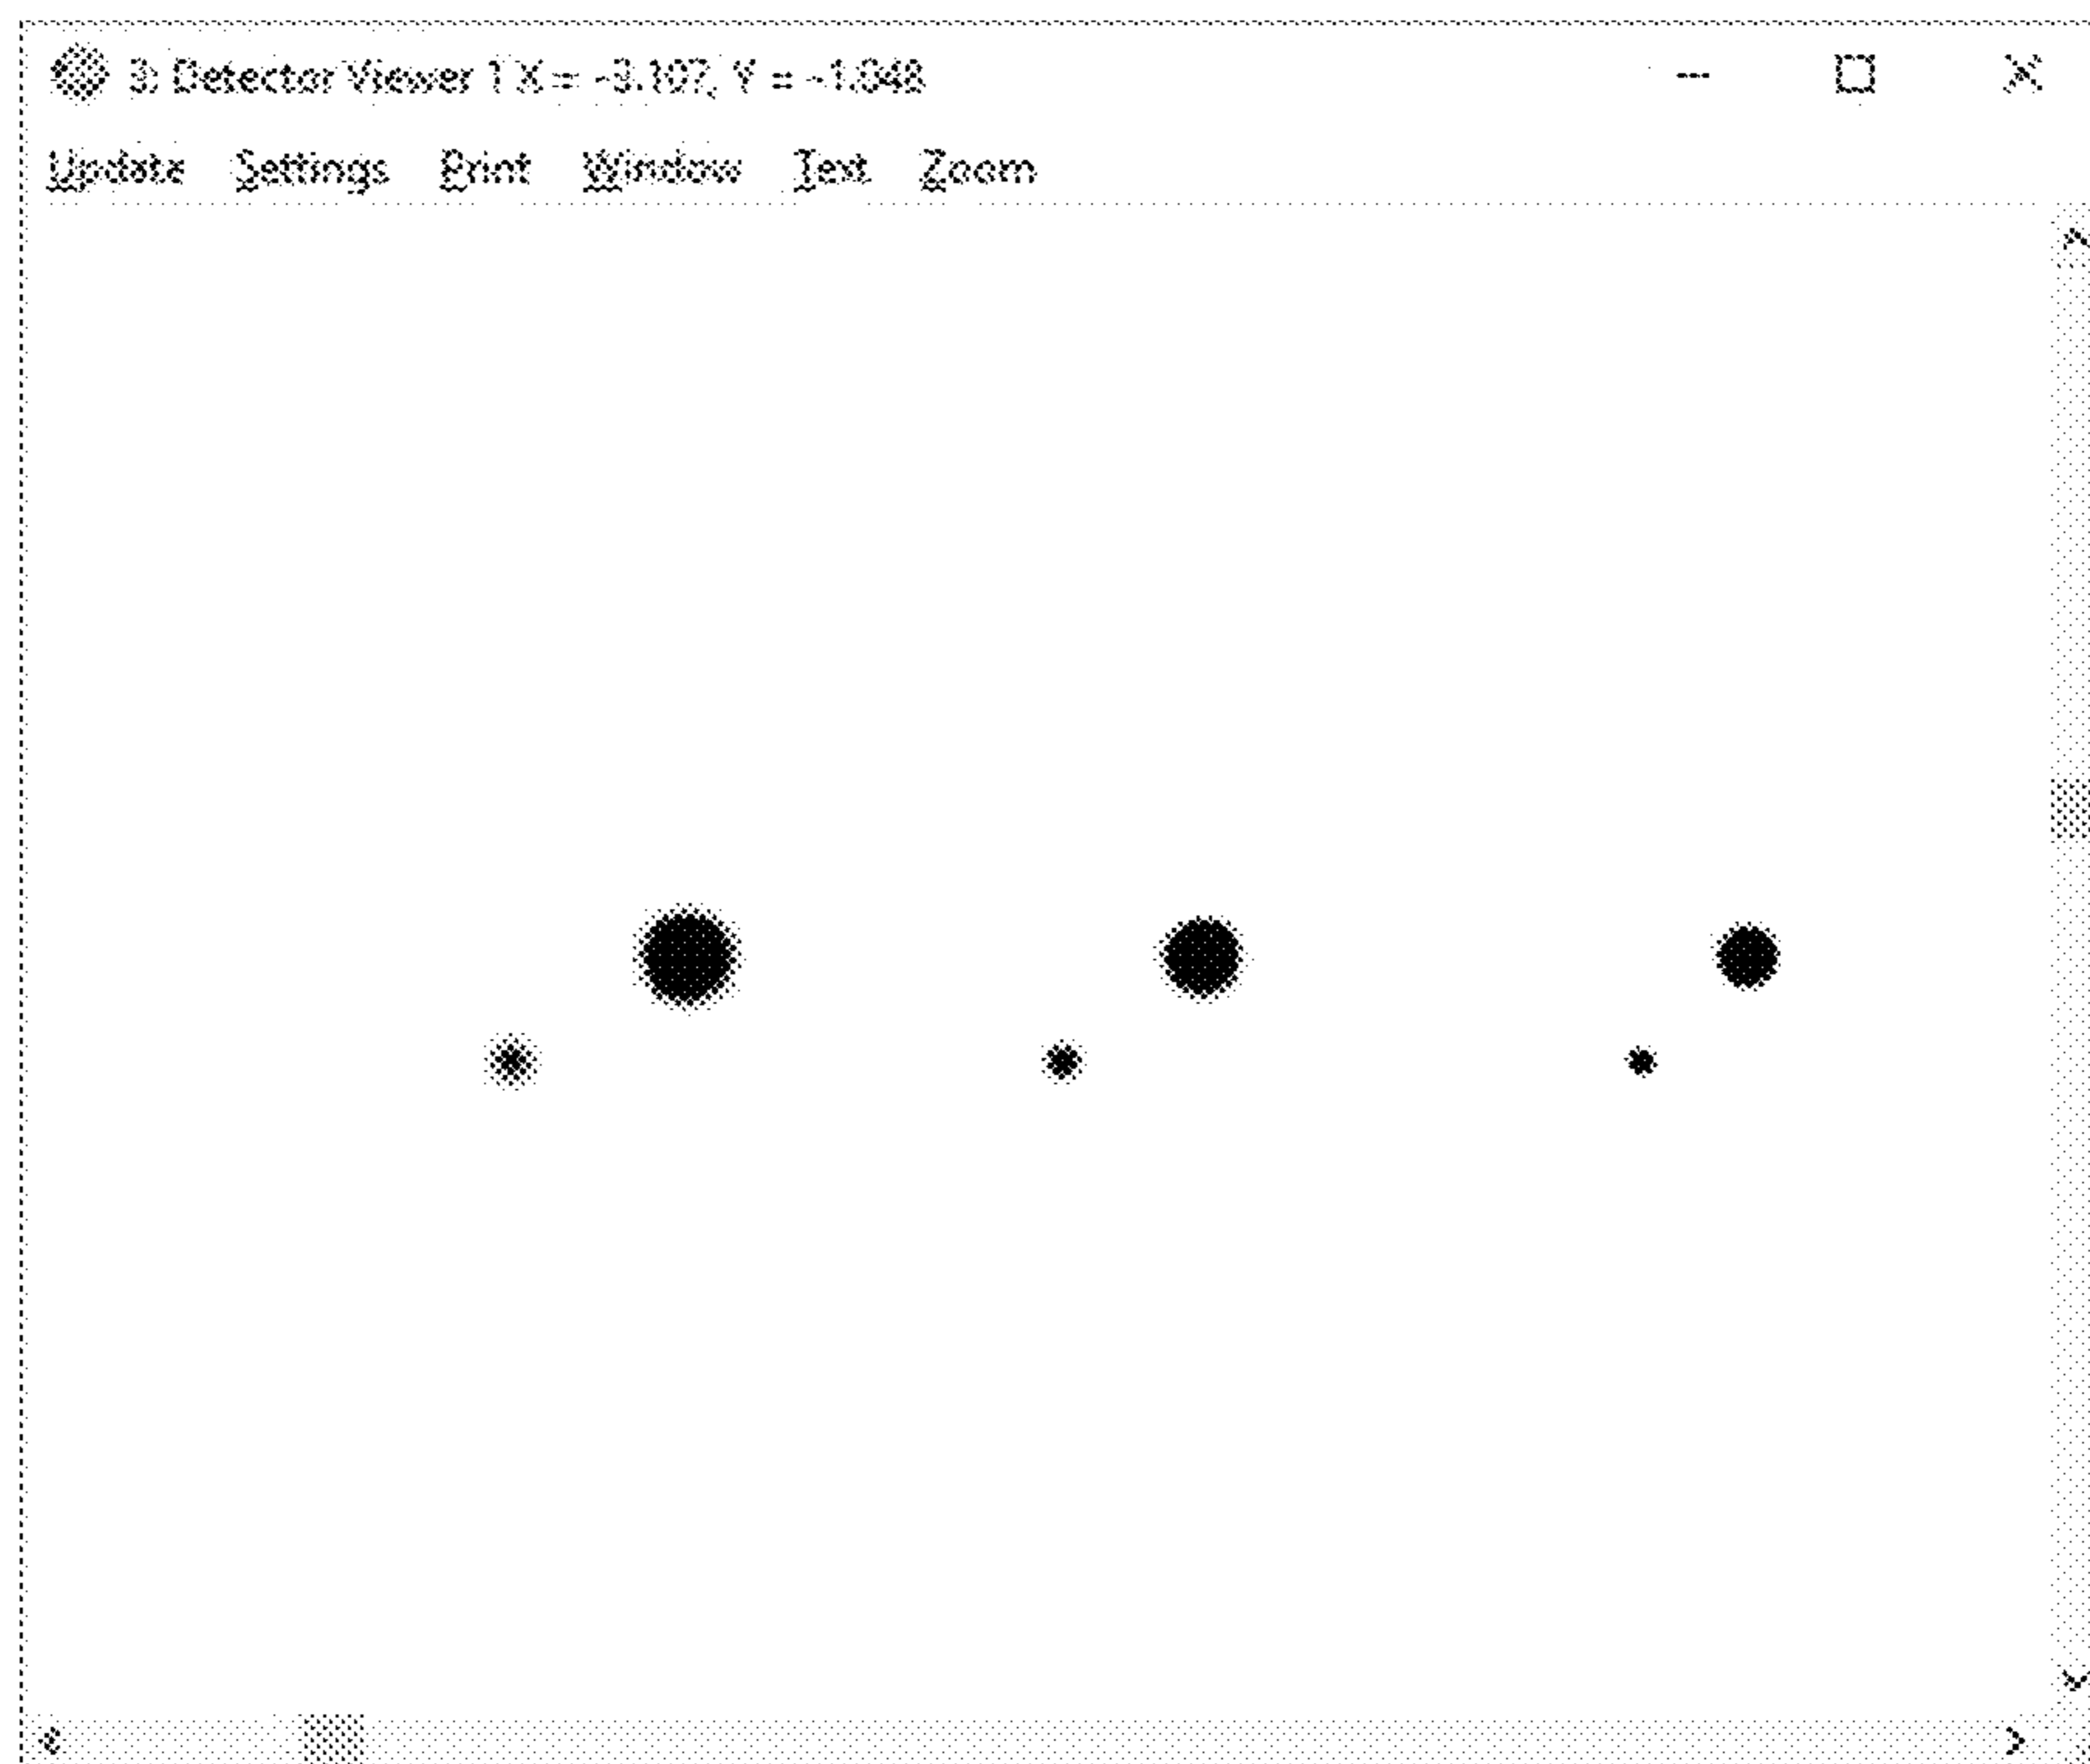 3: Detector Viewer 1 X = -3.107, Y = -1.048
Update Settings Print Window Text Zoom